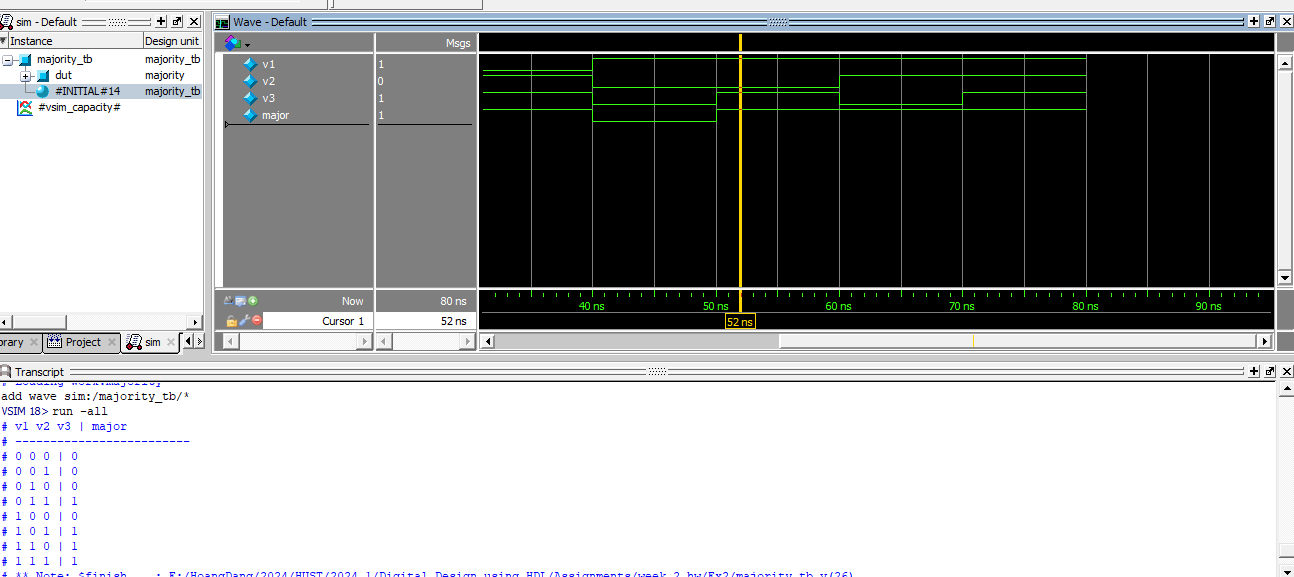 sim - Default
Instance Design unit
majority_tb majority_tb
dut majority
#INITIAL#14 majority_tb
#vsim_capacity#
Project sim
Wave - Default
Msgs
v1 1
v2 0
v3 1
major 1
Now 80 ns
Cursor 1 52 ns
40 ns 50 ns 60 ns 70 ns 80 ns 90 ns
52 ns
Transcript
# Loading work.majority
add wave sim:/majority_tb/*
VSIM 18> run -all
# v1 v2 v3 | major
# -------------------------
# 0 0 0 | 0
# 0 0 1 | 0
# 0 1 0 | 0
# 0 1 1 | 1
# 1 0 0 | 0
# 1 0 1 | 1
# 1 1 0 | 1
# 1 1 1 | 1
# ** Note: $finish : E:/HoangDang/2024/HUST/2024.1/Digital Design using HDL/Assignments/week 2 hw/Ex2/majority_tb.v(26)